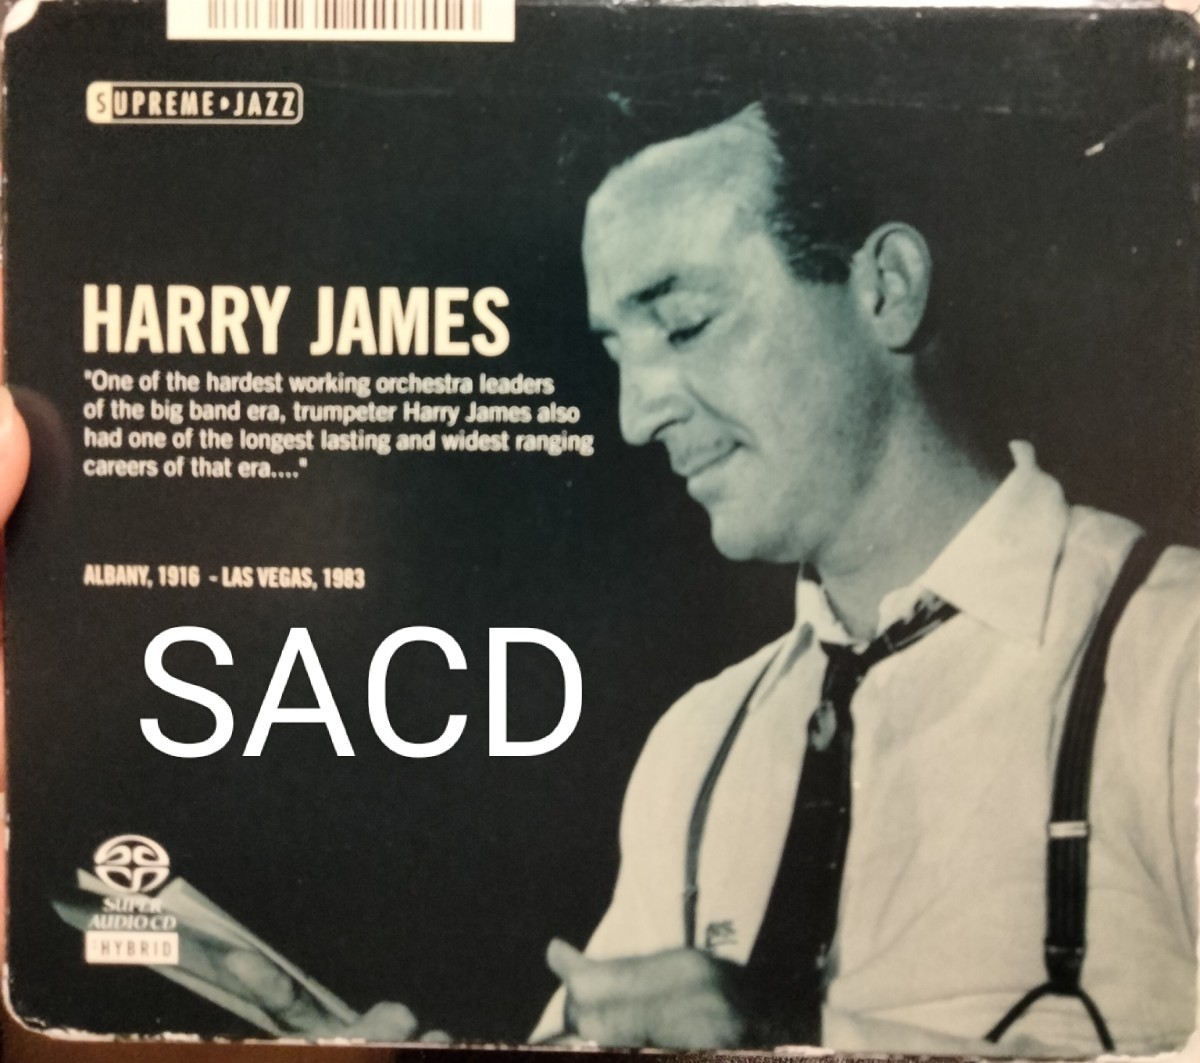 SUPREME•JAZZ
HARRY JAMES
"One of the hardest working orchestra leaders
of the big band era, trumpeter Harry James also
had one of the longest lasting and widest ranging
careers of that era...."
ALBANY, 1916 - LAS VEGAS, 1983
SACD
SUPER
AUDIO CD
HYBRID